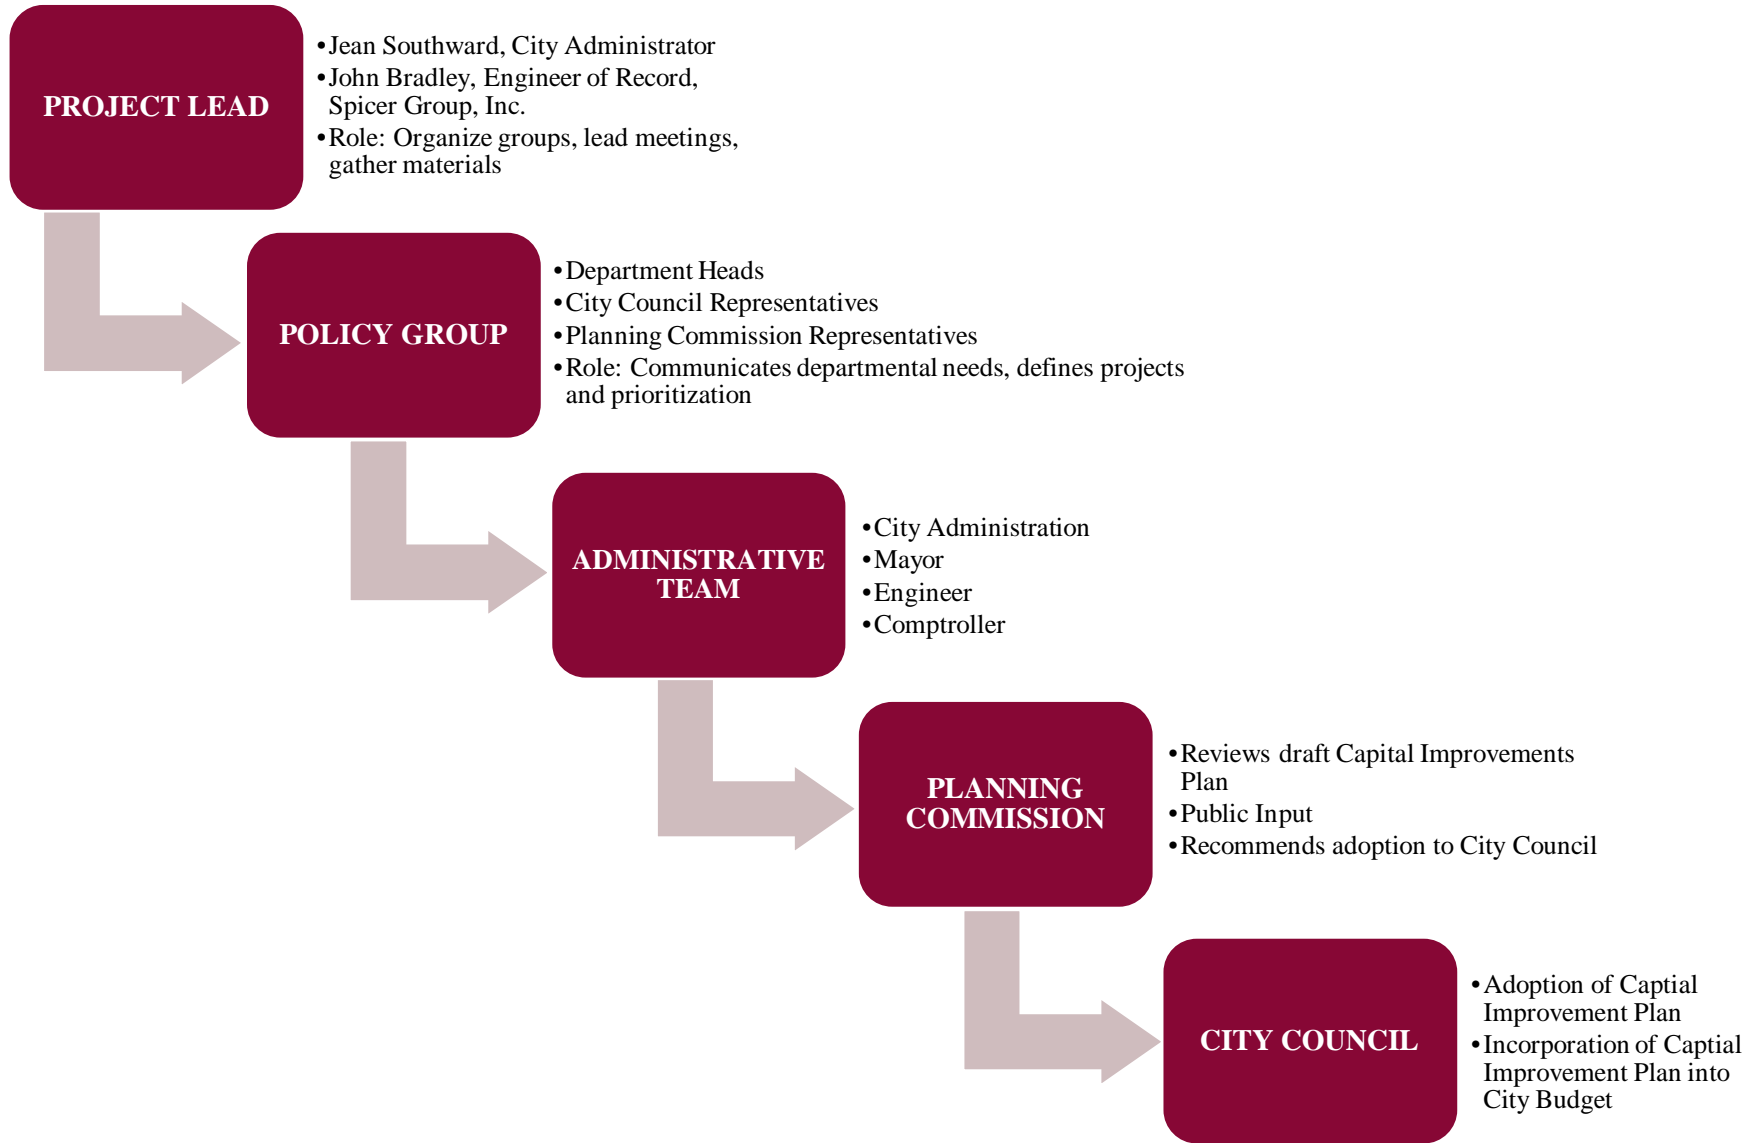 PROJECT LEAD
•Jean Southward, City Administrator
•John Bradley, Engineer of Record,
Spicer Group, Inc.
•Role: Organize groups, lead meetings,
gather materials
POLICY GROUP
•Department Heads
•City Council Representatives
•Planning Commission Representatives
•Role: Communicates departmental needs, defines projects
and prioritization
ADMINISTRATIVE
TEAM
•City Administration
•Mayor
•Engineer
•Comptroller
PLANNING
COMMISSION
•Reviews draft Capital Improvements
Plan
•Public Input
•Recommends adoption to City Council
CITY COUNCIL
•Adoption of Captial
Improvement Plan
•Incorporation of Captial
Improvement Plan into
City Budget